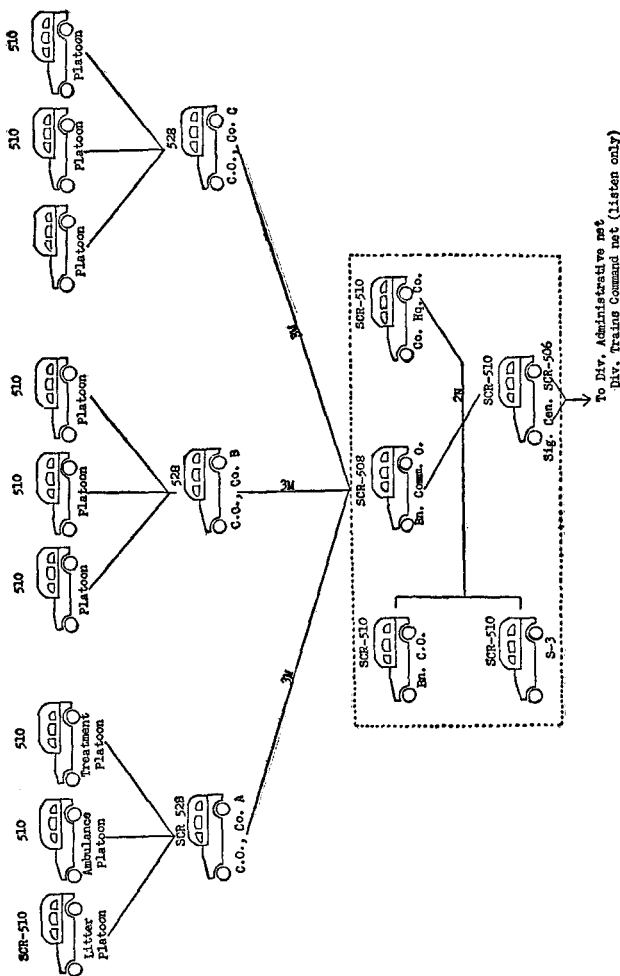 SCR-510
Litter
Platoon
510
Ambulance
Platoon
510
Treatment
Platoon
510
Platoon
510
Platoon
510
Platoon
Platoon
510
Platoon
510
Platoon
SCR 528
C.O., Co. A
528
C.O., Co. B
528
C.O., Co. C
3M
3M
3M
SCR-510
Bn. C.O.
SCR-508
Bn. Comm. O.
SCR-510
Co. Hq. Co.
2M
SCR-510
S-3
SCR-510
Sig. Cen. SCR-506
To Div. Administrative net
Div. Trains Command net (listen only)